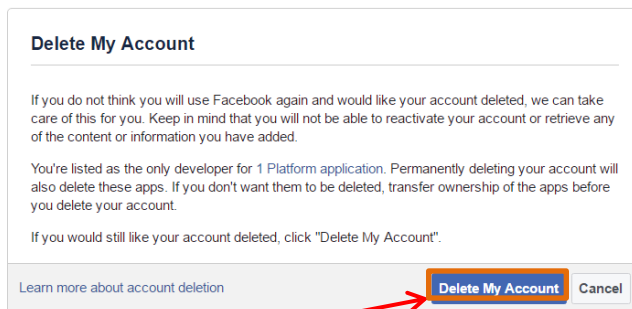 Delete My Account
If you do not think you will use Facebook again and would like your account deleted, we can take
care of this for you. Keep in mind that you will not be able to reactivate your account or retrieve any
of the content or information you have added.
You're listed as the only developer for 1 Platform application. Permanently deleting your account will
also delete these apps. If you don't want them to be deleted, transfer ownership of the apps before
you delete your account.
If you would still like your account deleted, click "Delete My Account".
Learn more about account deletion
Delete My Account
Cancel